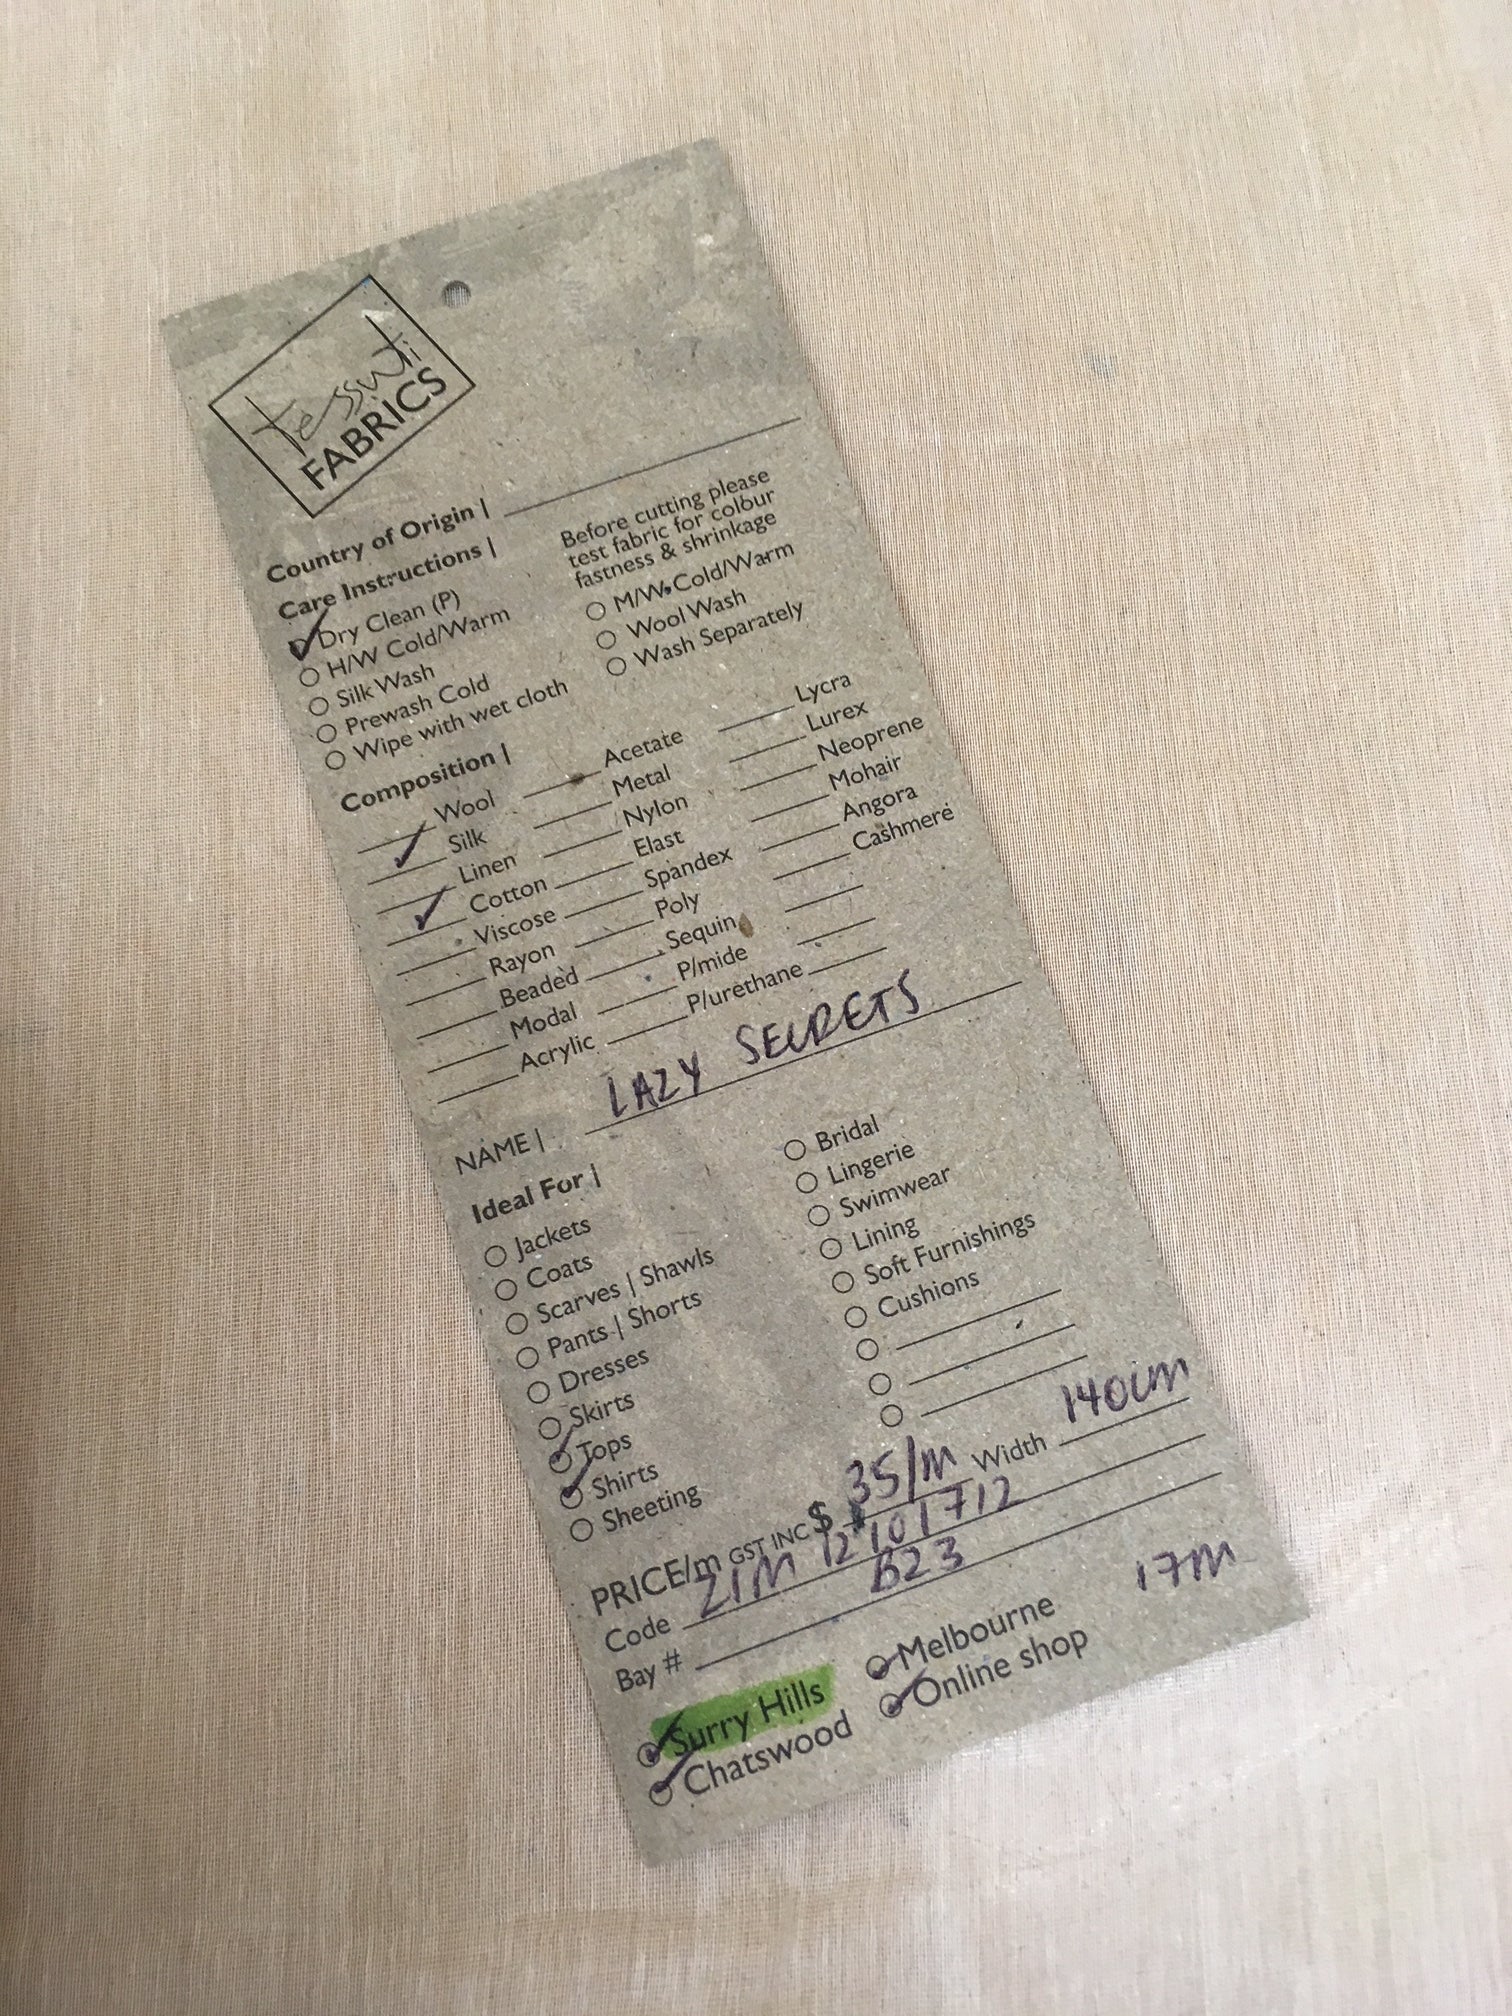 tessuti
FABRICS
Country of Origin |
Care Instructions |
Before cutting please
test fabric for colour
fastness & shrinkage
Dry Clean (P)
H/W Cold/Warm
Silk Wash
Prewash Cold
Wipe with wet cloth
M/W Cold/Warm
Wool Wash
Wash Separately
Composition |
Wool
Silk
Linen
Cotton
Viscose
Rayon
Beaded
Modal
Acrylic
Acetate
Metal
Nylon
Elast
Spandex
Poly
Sequin
P/mide
P/urethane
Lycra
Lurex
Neoprene
Mohair
Angora
Cashmere
NAME | LAZY SECRETS
Ideal For |
Jackets
Coats
Scarves | Shawls
Pants | Shorts
Dresses
Skirts
Tops
Shirts
Sheeting
Bridal
Lingerie
Swimwear
Lining
Soft Furnishings
Cushions
PRICE/m GST INC $ 35/m Width 140cm
Code ZIM 12101712
Bay # B23
17m
Surry Hills
Chatswood
Melbourne
Online shop